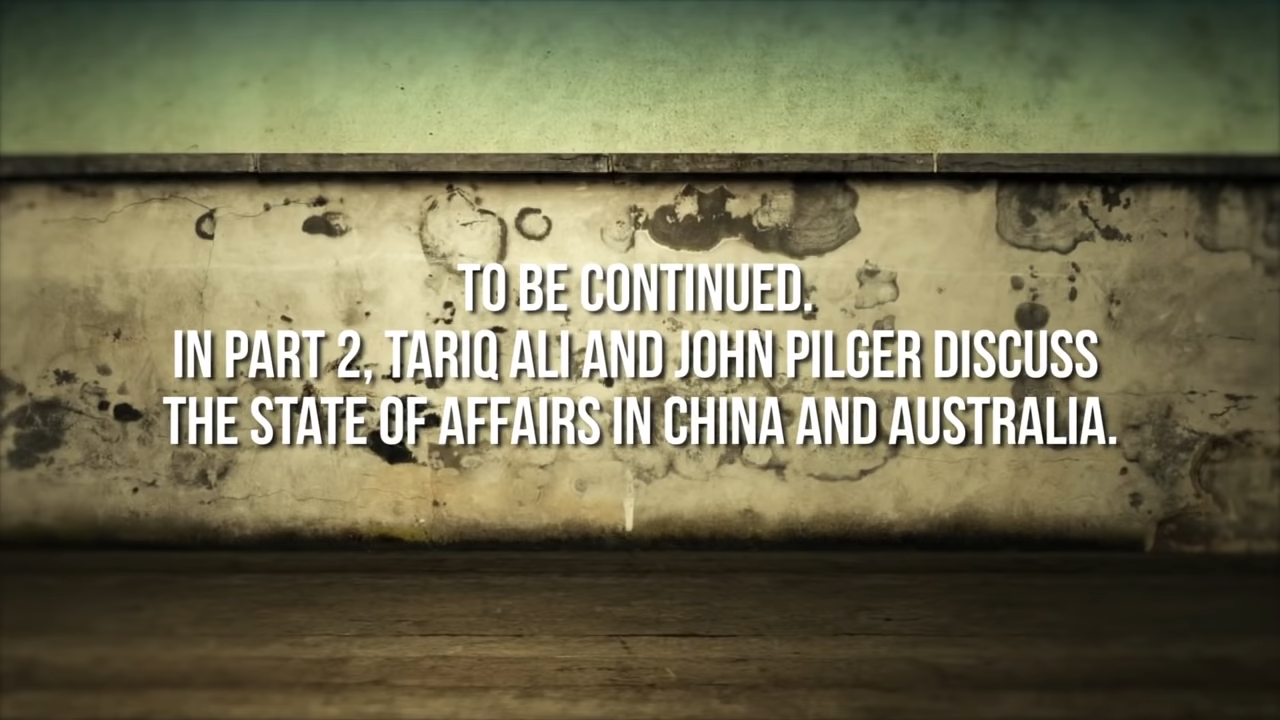 TO BE CONTINUED.
IN PART 2, TARIQ ALI AND JOHN PILGER DISCUSS
THE STATE OF AFFAIRS IN CHINA AND AUSTRALIA.